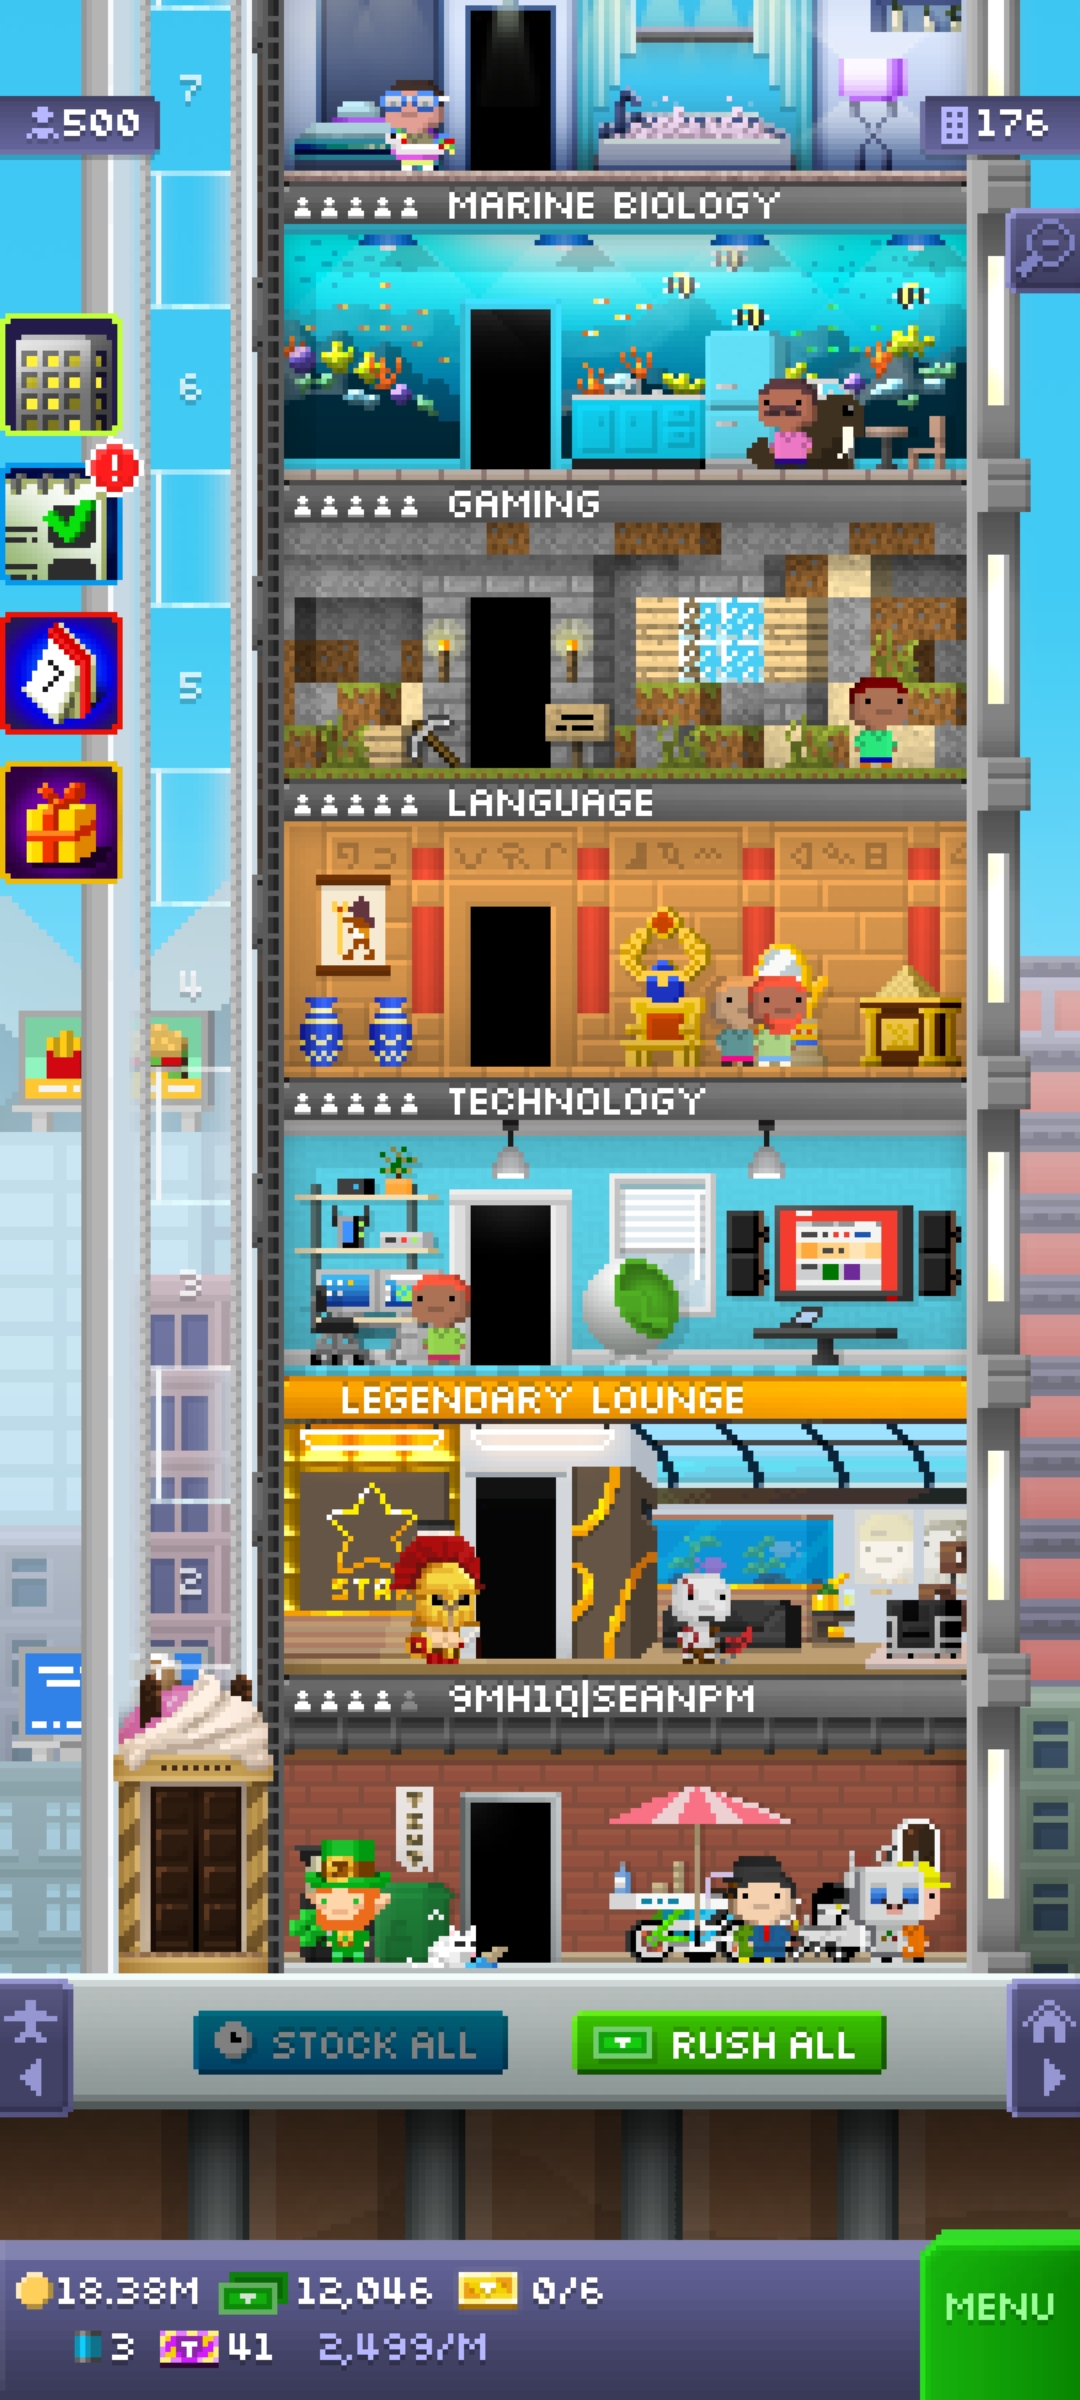 7
500
176
MARINE BIOLOGY
6
GAMING
5
LANGUAGE
4
TECHNOLOGY
3
LEGENDARY LOUNGE
2
9MH1Q|SEANPM
STOCK ALL
RUSH ALL
18.38M
12,046
0/6
MENU
3
41
2,499/M